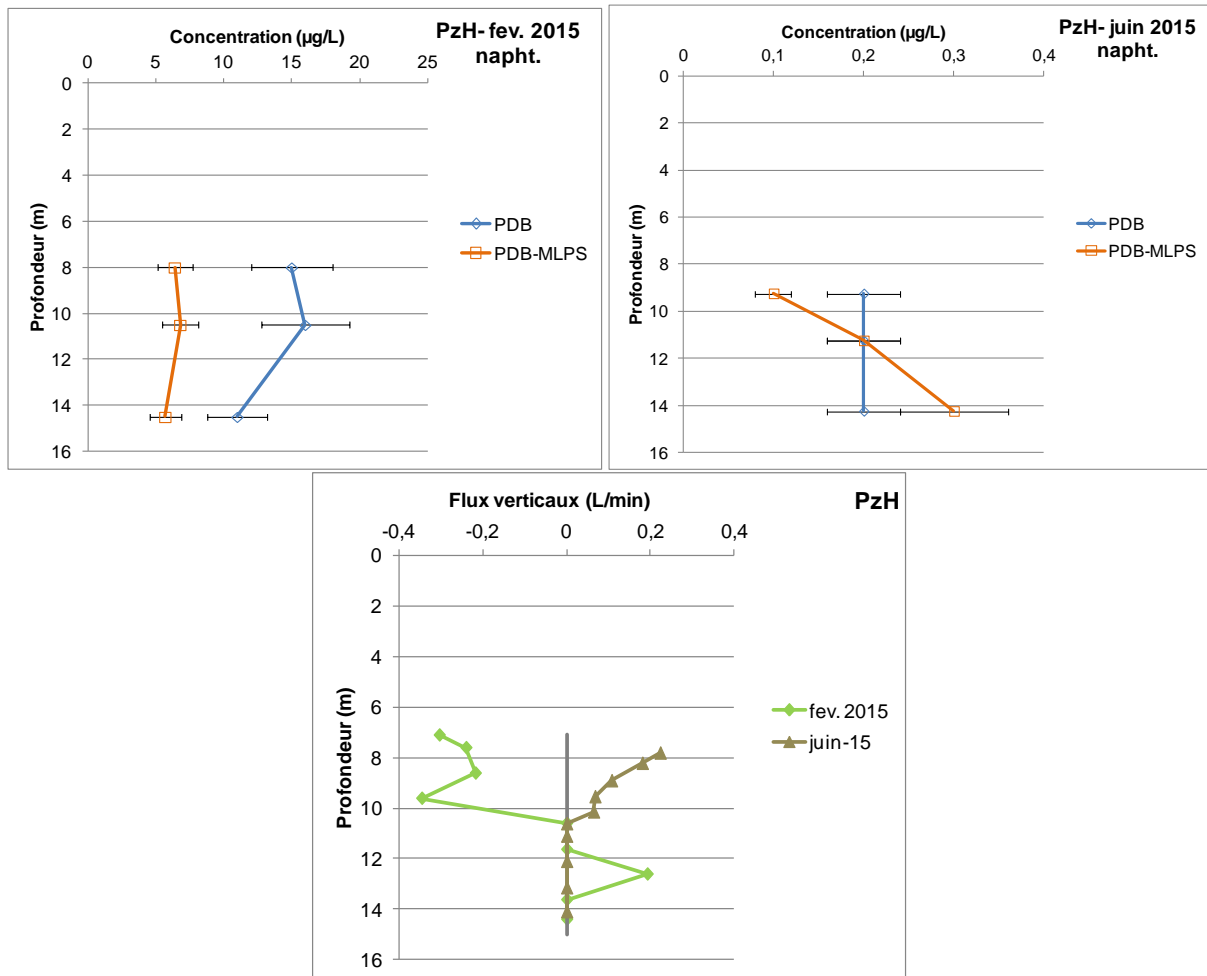 Concentration (µg/L)
PzH- fev. 2015
napht.
0 5 10 15 20 25
0
2
4
6
8
10
12
14
16
Profondeur (m)
PDB
PDB-MLPS
Concentration (µg/L)
PzH- juin 2015
napht.
0 0,1 0,2 0,3 0,4
0
2
4
6
8
10
12
14
16
Profondeur (m)
PDB
PDB-MLPS
Flux verticaux (L/min)
PzH
-0,4 -0,2 0 0,2 0,4
0
2
4
6
8
10
12
14
16
Profondeur (m)
fev. 2015
juin-15